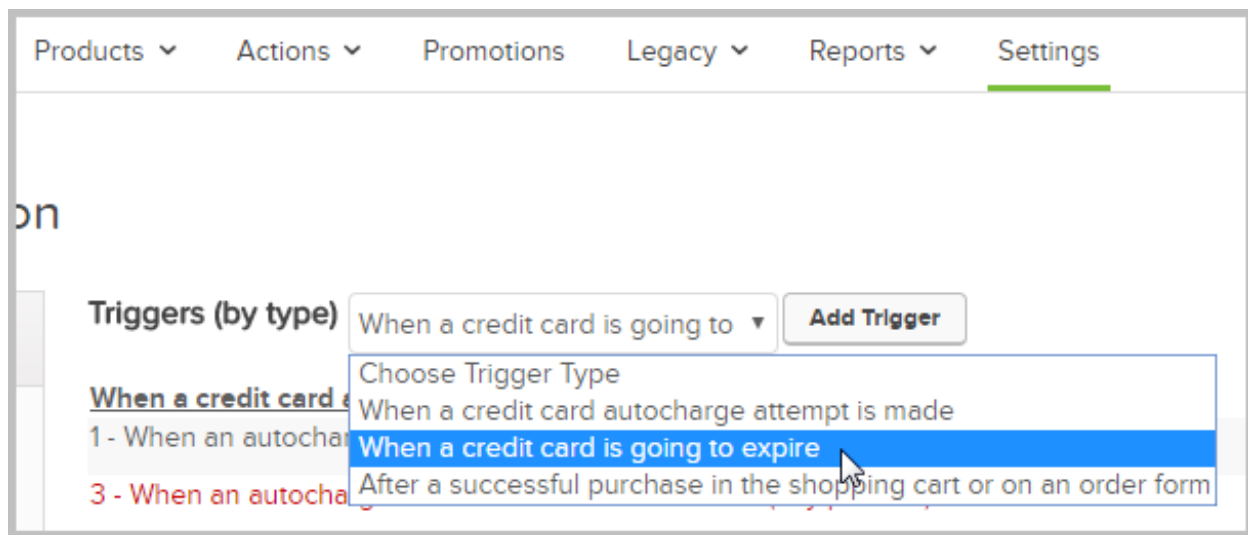 Products Actions Promotions Legacy Reports Settings
on
Triggers (by type) When a credit card is going to Add Trigger
Choose Trigger Type
When a credit card
When a credit card autocharge attempt is made
1 - When an
When a credit card is going to expire
3 - When an
After a successful purchase in the shopping cart or on an order form